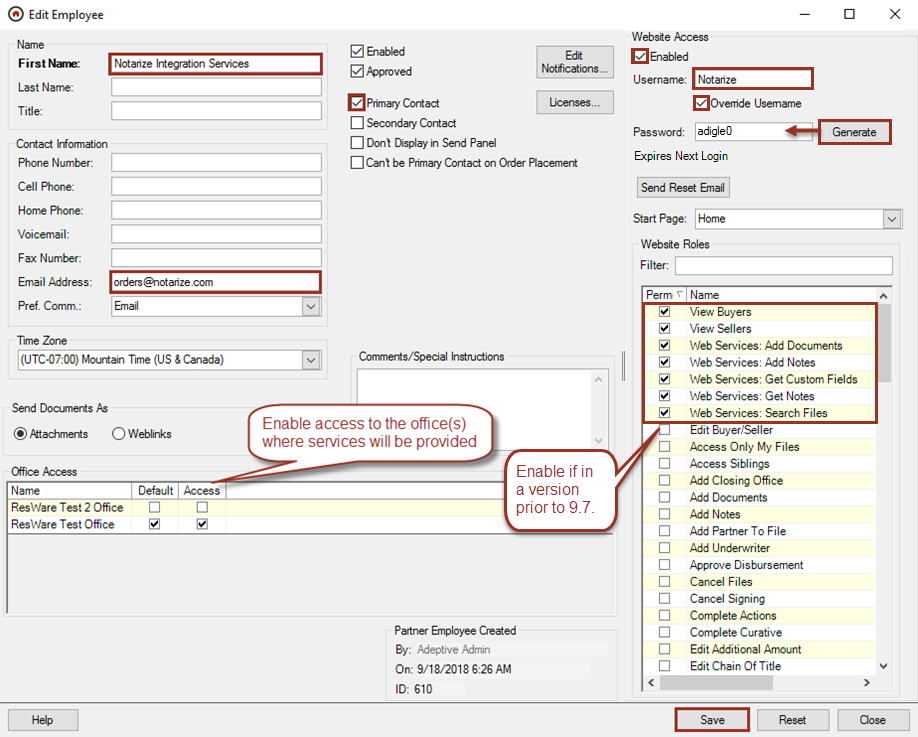 Edit Employee
Name
First Name: Notarize Integration Services
Last Name:
Title:
Contact Information
Phone Number:
Cell Phone:
Home Phone:
Voicemail:
Fax Number:
Email Address: orders@notarize.com
Pref. Comm.: Email
Time Zone
(UTC-07:00) Mountain Time (US & Canada)
Send Documents As
Attachments Weblinks
Enabled
Approved
Primary Contact
Secondary Contact
Don't Display in Send Panel
Can't be Primary Contact on Order Placement
Edit
Notifications...
Licenses...
Comments/Special Instructions
Enable access to the office(s)
where services will be provided
Office Access
Name Default Access
ResWare Test 2 Office
ResWare Test Office
Enable if in
a version
prior to 9.7.
Partner Employee Created
By: Adeptive Admin
On: 9/18/2018 6:26 AM
ID: 610
Website Access
Enabled
Username: Notarize
Override Username
Password: adigle0 Generate
Expires Next Login
Send Reset Email
Start Page: Home
Website Roles
Filter:
Permi Name
View Buyers
View Sellers
Web Services: Add Documents
Web Services: Add Notes
Web Services: Get Custom Fields
Web Services: Get Notes
Web Services: Search Files
Edit Buyer/Seller
Access Only My Files
Access Siblings
Add Closing Office
Add Documents
Add Notes
Add Partner To File
Add Underwriter
Approve Disbursement
Cancel Files
Cancel Signing
Complete Actions
Complete Curative
Edit Additional Amount
Edit Chain Of Title
Help Save Reset Close